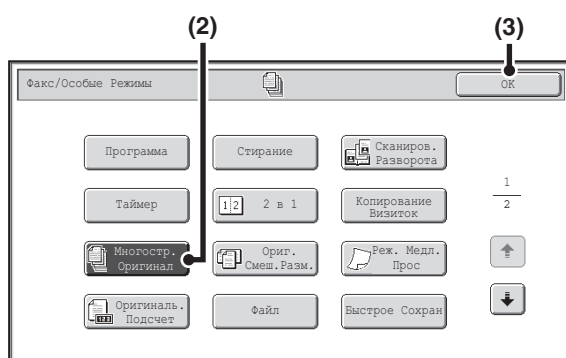 (2)
(3)
Факс/Особые Режимы
OK
Программа
Стирание
Сканиров.
Разворота
Таймер
1 2
2 в 1
Копирование
Визиток
1
2
Многостр.
Оригинал
Ориг.
Смеш.Разм.
Реж. Медл.
Прос
Оригиналь.
Подсчет
123
Файл
Быстрое Сохран